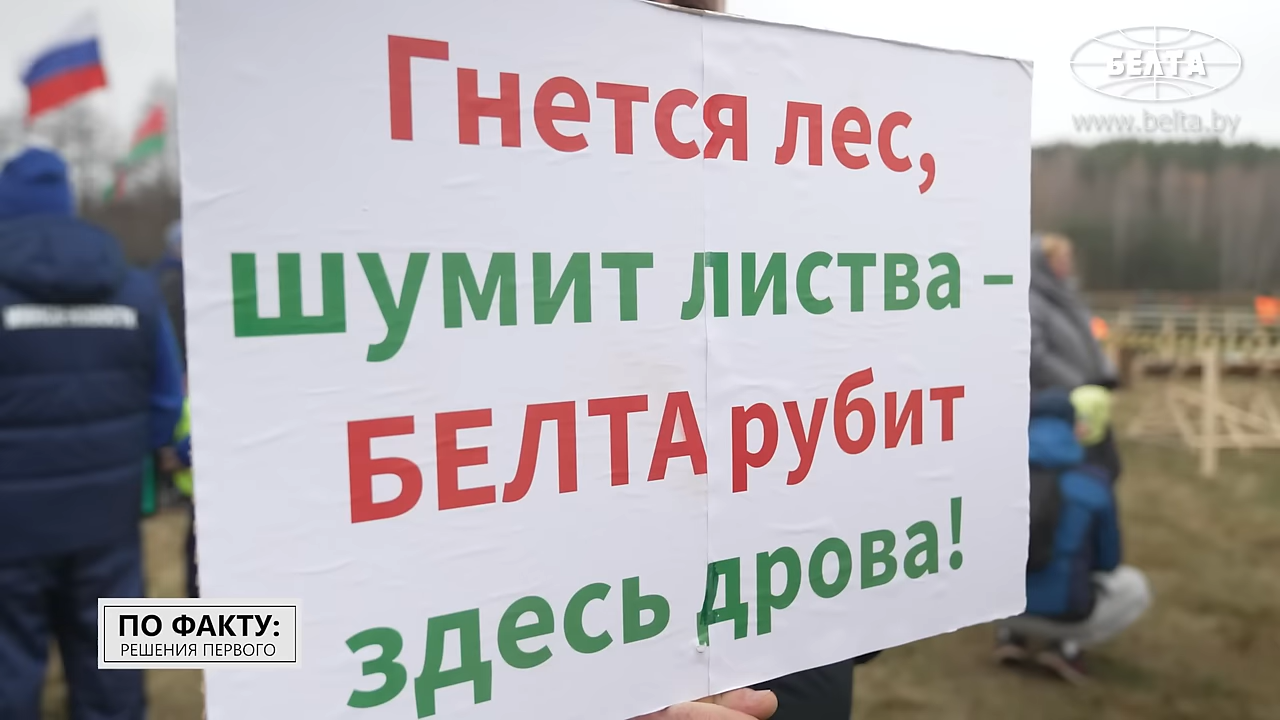 БЕЛТА
www.belta.by
Гнется лес,
шумит листва –
БЕЛТА рубит
здесь дрова!
ПО ФАКТУ:
РЕШЕНИЯ ПЕРВОГО